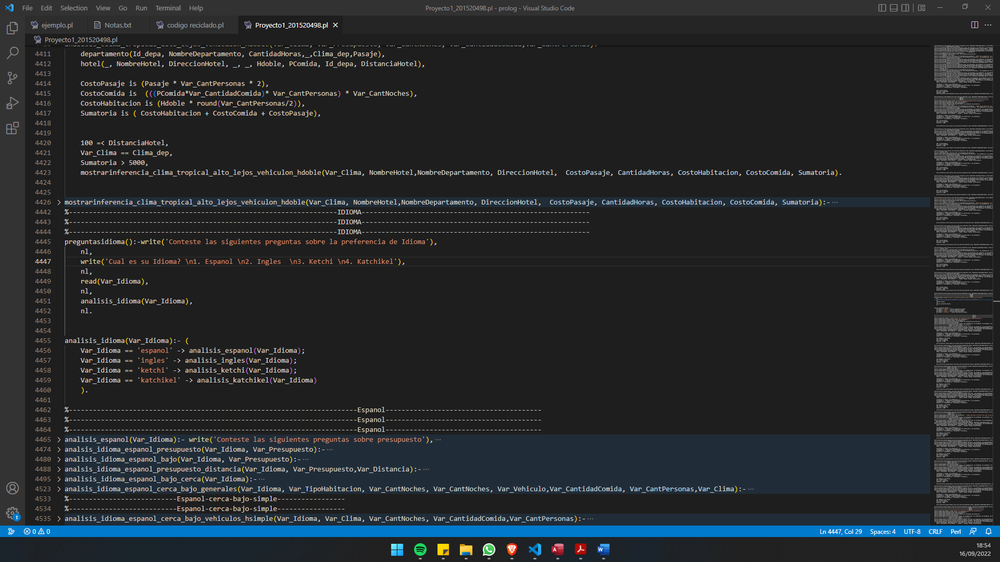 File Edit Selection View Go Run Terminal Help
Proyecto1_201520498.pl - prolog - Visual Studio Code
ejemplo.pl Notas.txt codigo reciclado.pl Proyecto1_201520498.pl
Proyecto1_201520498.pl
4411 departamento(Id_depa, NombreDepartamento, CantidadHoras,_,Clima_dep,Pasaje),
4412 hotel(_, NombreHotel, DireccionHotel, _, _, Hdoble, PComida, Id_depa, DistanciaHotel),
4413
4414 CostoPasaje is (Pasaje * Var_CantPersonas * 2),
4415 CostoComida is  (((PComida*Var_CantidadComida)* Var_CantPersonas) * Var_CantNoches),
4416 CostoHabitacion is (Hdoble * round(Var_CantPersonas/2)),
4417 Sumatoria is ( CostoHabitacion + CostoComida + CostoPasaje),
4418
4419
4420 100 =< DistanciaHotel,
4421 Var_Clima == Clima_dep,
4422 Sumatoria > 5000,
4423 mostrarinferencia_clima_tropical_alto_lejos_vehiculon_hdoble(Var_Clima, NombreHotel,NombreDepartamento, DireccionHotel,  CostoPasaje, CantidadHoras, CostoHabitacion, CostoComida, Sumatoria).
4424
4425
4426 mostrarinferencia_clima_tropical_alto_lejos_vehiculon_hdoble(Var_Clima, NombreHotel,NombreDepartamento, DireccionHotel,  CostoPasaje, CantidadHoras, CostoHabitacion, CostoComida, Sumatoria):- ···
4442 %-------------------------------------------------------------------IDIOMA---------------------------------------------------------
4443 %-------------------------------------------------------------------IDIOMA---------------------------------------------------------
4444 %-------------------------------------------------------------------IDIOMA---------------------------------------------------------
4445 preguntasidioma():-write('Conteste las siguientes preguntas sobre la preferencia de Idioma'),
4446 nl,
4447 write('Cual es su Idioma? \n1. Espanol \n2. Ingles  \n3. Ketchi \n4. Katchikel'),
4448 nl,
4449 read(Var_Idioma),
4450 nl,
4451 analisis_idioma(Var_Idioma),
4452 nl.
4453
4454
4455 analisis_idioma(Var_Idioma):- (
4456 Var_Idioma == 'espanol' -> analisis_espanol(Var_Idioma);
4457 Var_Idioma == 'ingles' -> analisis_ingles(Var_Idioma);
4458 Var_Idioma == 'ketchi' -> analisis_ketchi(Var_Idioma);
4459 Var_Idioma == 'katchikel' -> analisis_katchikel(Var_Idioma)
4460 ).
4461
4462 %------------------------------------------------------------------------Espanol---------------------------------------
4463 %------------------------------------------------------------------------Espanol---------------------------------------
4464 %------------------------------------------------------------------------Espanol---------------------------------------
4465 analisis_espanol(Var_Idioma):- write('Conteste las siguientes preguntas sobre presupuesto'), ···
4474 analsis_idioma_espanol_presupuesto(Var_Idioma, Var_Presupuesto):- ···
4480 analisis_idioma_espanol_bajo(Var_Idioma, Var_Presupuesto):- ···
4488 analisis_idioma_espanol_presupuesto_distancia(Var_Idioma, Var_Presupuesto,Var_Distancia):- ···
4495 analisis_idioma_espanol_bajo_cerca(Var_Idioma):- ···
4523 analsis_idioma_espanol_cerca_bajo_generales(Var_Idioma, Var_TipoHabitacion, Var_CantNoches, Var_CantNoches, Var_Vehiculo,Var_CantidadComida, Var_CantPersonas,Var_Clima):- ···
4533 %---------------------------Espanol-cerca-bajo-simple-----------------
4534 %---------------------------Espanol-cerca-bajo-simple-----------------
4535 analisis_idioma_espanol_cerca_bajo_vehiculos_hsimple(Var_Idioma, Var_Clima, Var_CantNoches, Var_CantidadComida,Var_CantPersonas):- ···
1
0 0 Ln 4447, Col 29 Spaces: 4 UTF-8 CRLF Perl
18:54
16/09/2022